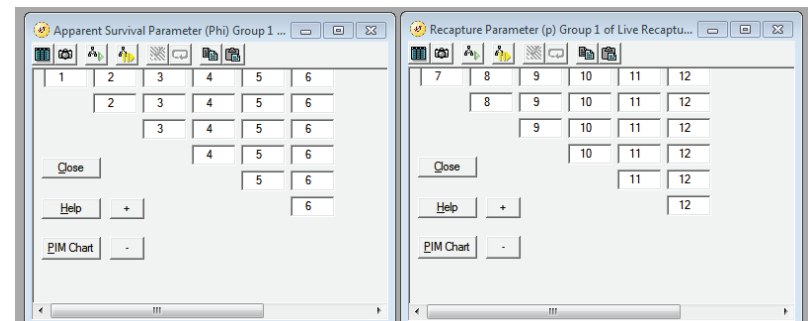 Apparent Survival Parameter (Phi) Group 1 ...
1 2 3 4 5 6
2 3 4 5 6
3 4 5 6
4 5 6
Close
5 6
Help + 6
PIM Chart -
Recapture Parameter (p) Group 1 of Live Recaptu...
7 8 9 10 11 12
8 9 10 11 12
9 10 11 12
10 11 12
Close
11 12
Help + 12
PIM Chart -